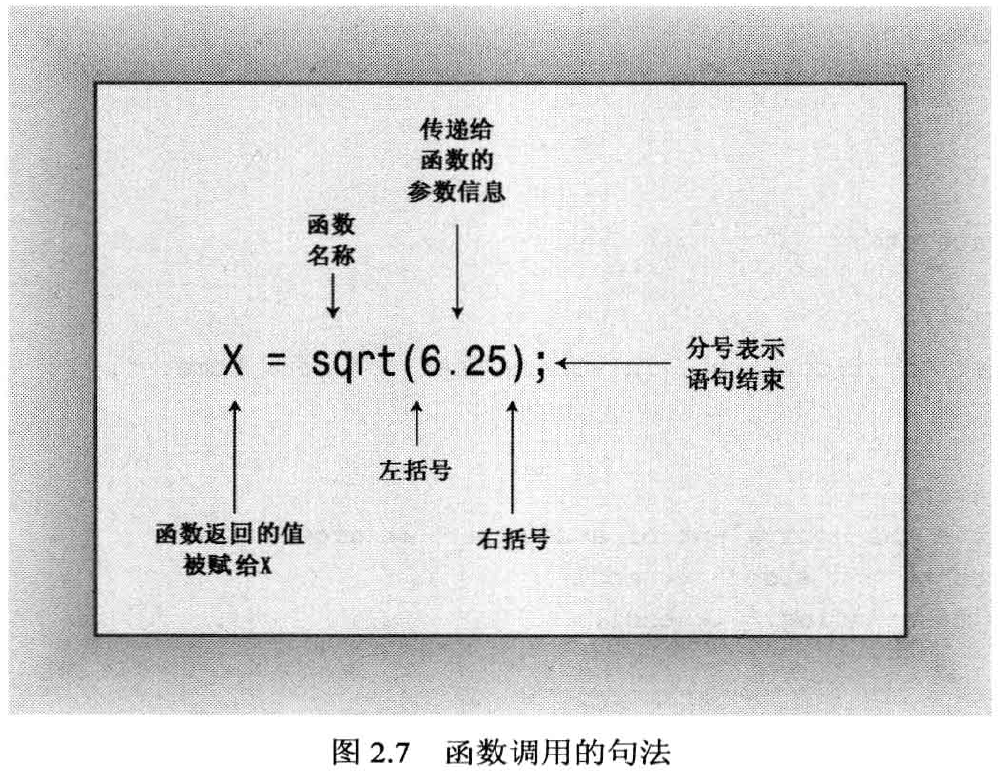 传递给
函数的
参数信息
函数
名称
X = sqrt(6.25);
分号表示
语句结束
左括号
函数返回的值
被赋给X
右括号
图 2.7 函数调用的句法